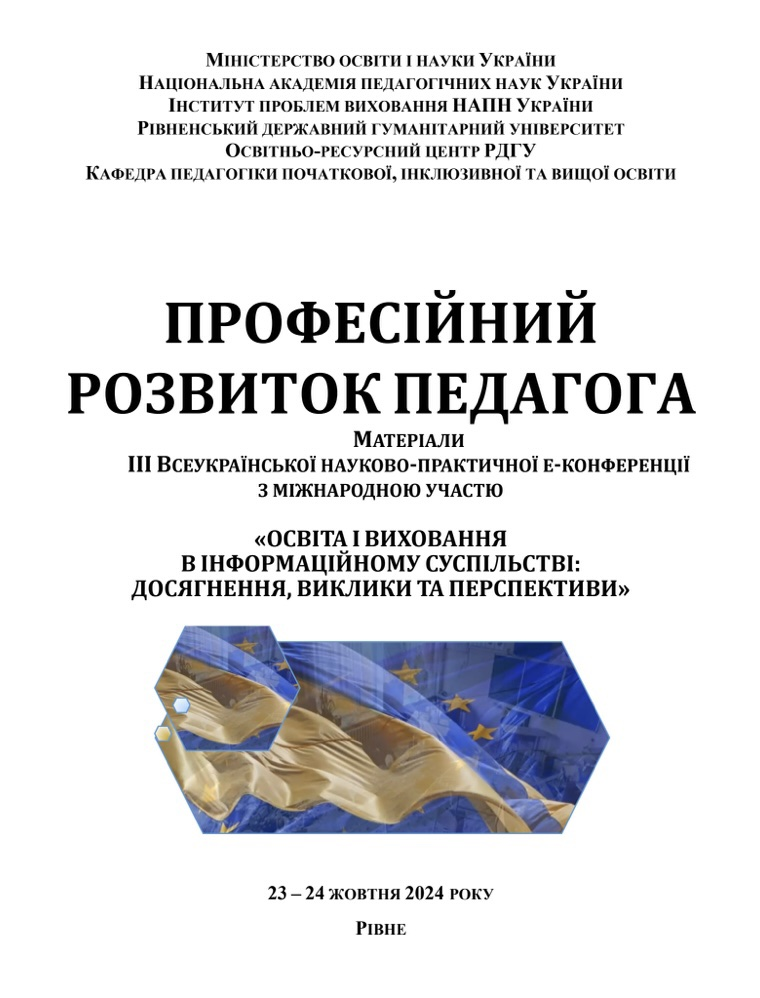 Міністерство освіти і науки України
Національна академія педагогічних наук України
Інститут проблем виховання НАПН України
Рівненський державний гуманітарний університет
Освітньо-ресурсний центр РДГУ
Кафедра педагогіки початкової, інклюзивної та вищої освіти
ПРОФЕСІЙНИЙ
РОЗВИТОК ПЕДАГОГА
Матеріали
ІІІ Всеукраїнської науково-практичної е-конференції
з міжнародною участю
«ОСВІТА І ВИХОВАННЯ
В ІНФОРМАЦІЙНОМУ СУСПІЛЬСТВІ:
ДОСЯГНЕННЯ, ВИКЛИКИ ТА ПЕРСПЕКТИВИ»
23 – 24 жовтня 2024 року
Рівне